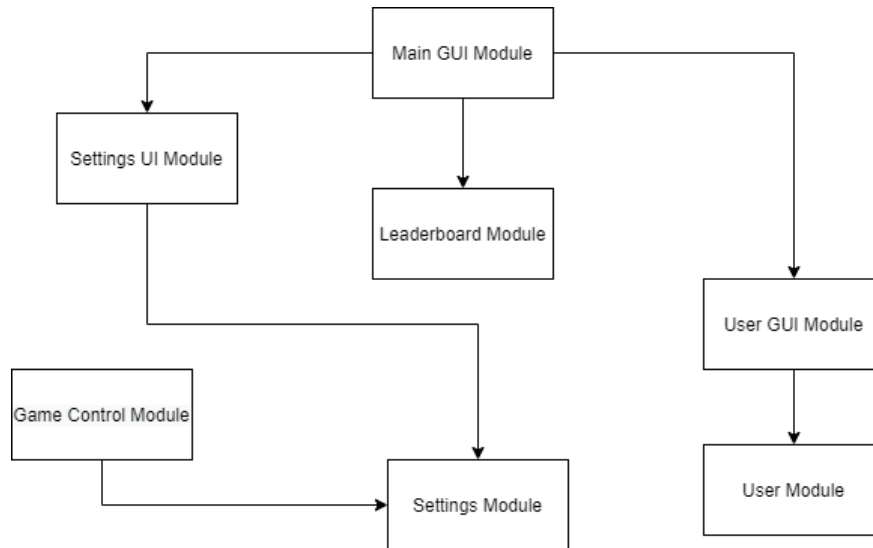 Main GUI Module
Settings UI Module
Leaderboard Module
User GUI Module
Game Control Module
Settings Module
User Module